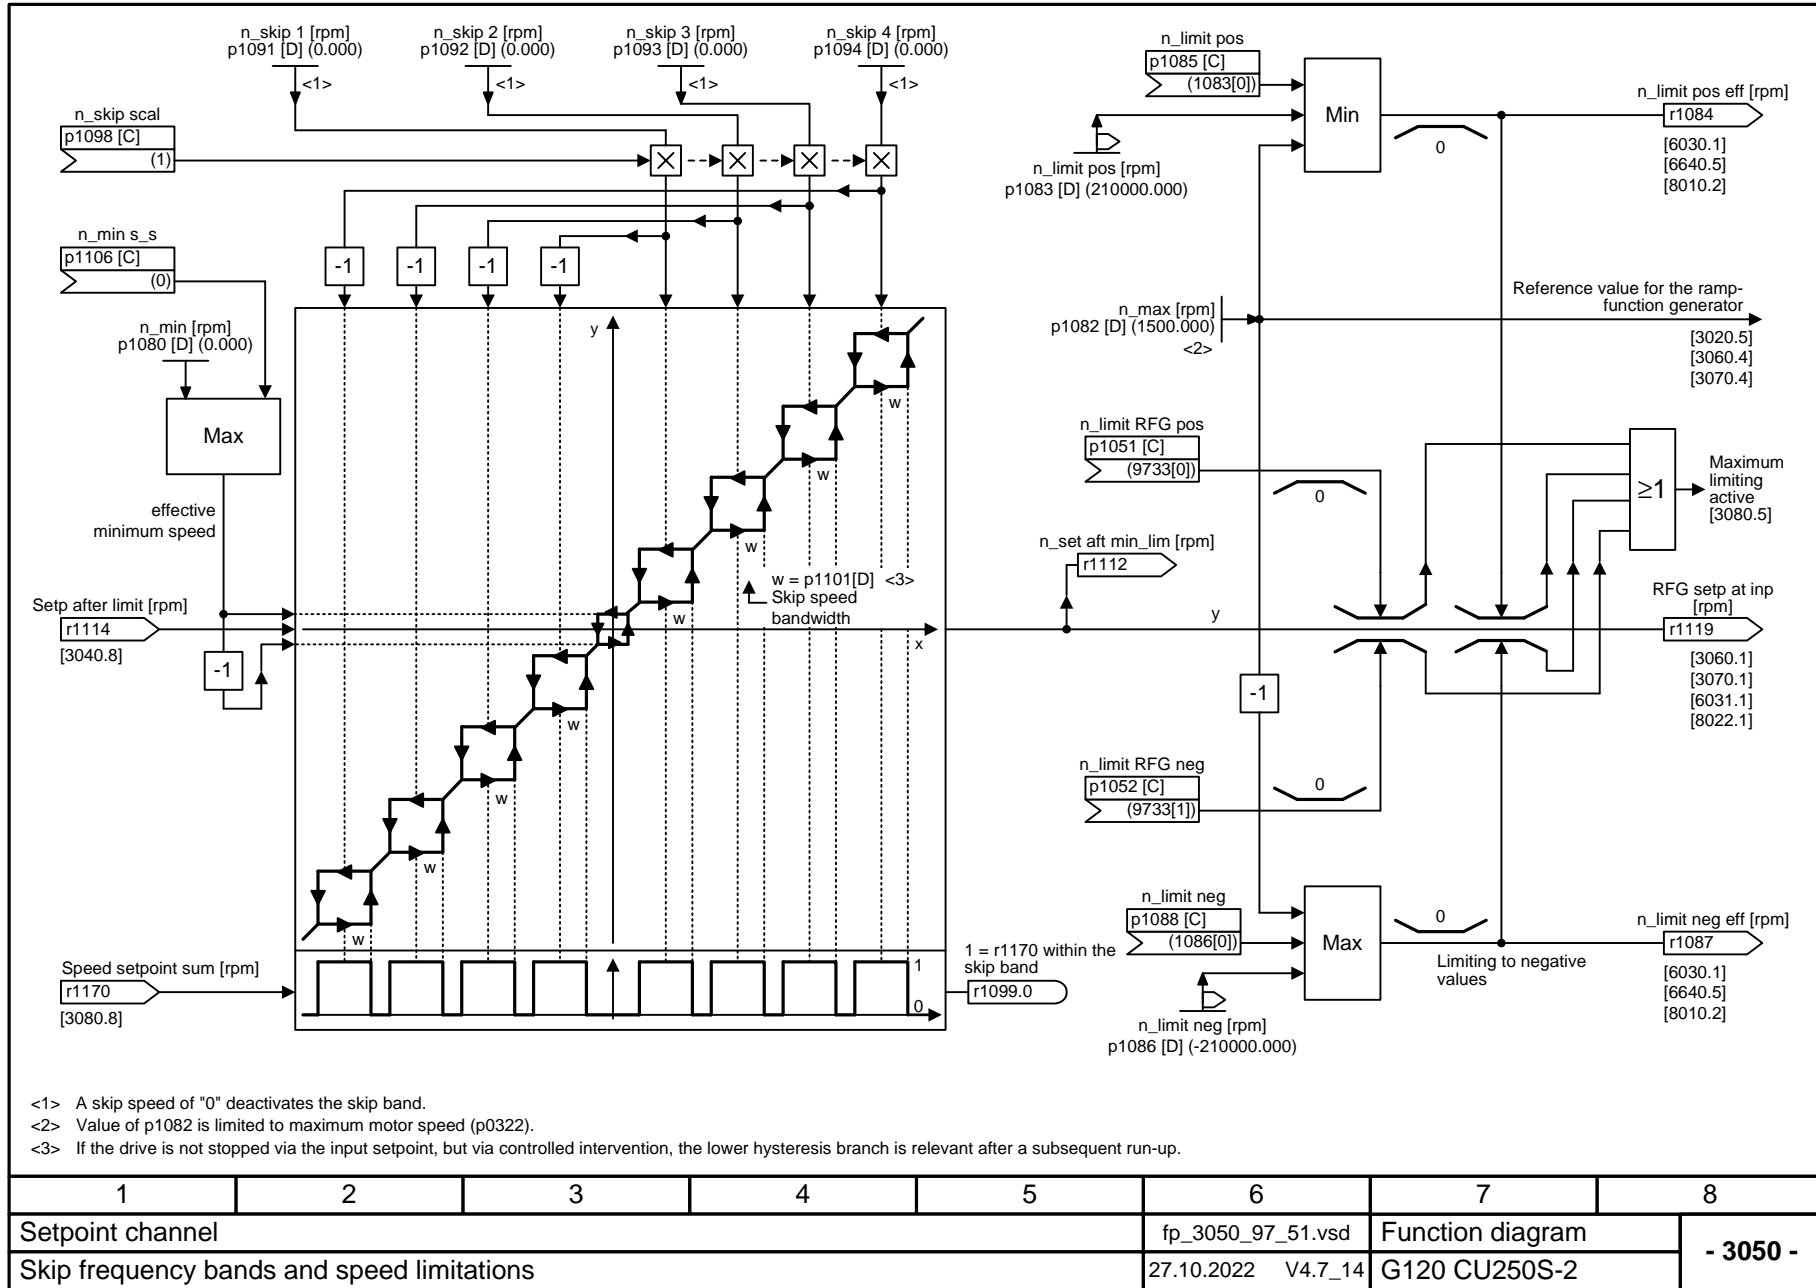 n_skip 1 [rpm]
p1091 [D] (0.000)
<1>
n_skip 2 [rpm]
p1092 [D] (0.000)
<1>
n_skip 3 [rpm]
p1093 [D] (0.000)
<1>
n_skip 4 [rpm]
p1094 [D] (0.000)
<1>
n_skip scal
p1098 [C]
(1)
n_min s_s
p1106 [C]
(0)
n_min [rpm]
p1080 [D] (0.000)
Max
effective
minimum speed
Setp after limit [rpm]
r1114
[3040.8]
-1
-1
-1
-1
-1
y
w
w
w
w
w
w
w
w
w = p1101[D] <3>
Skip speed
bandwidth
x
Speed setpoint sum [rpm]
r1170
[3080.8]
1
0
1 = r1170 within the
skip band
r1099.0
n_limit pos
p1085 [C]
(1083[0])
n_limit pos [rpm]
p1083 [D] (210000.000)
Min
0
n_limit pos eff [rpm]
r1084
[6030.1]
[6640.5]
[8010.2]
n_max [rpm]
p1082 [D] (1500.000)
<2>
Reference value for the ramp-
function generator
[3020.5]
[3060.4]
[3070.4]
n_limit RFG pos
p1051 [C]
(9733[0])
0
≥1
Maximum
limiting
active
[3080.5]
n_set aft min_lim [rpm]
r1112
y
RFG setp at inp
[rpm]
r1119
[3060.1]
[3070.1]
[6031.1]
[8022.1]
-1
n_limit RFG neg
p1052 [C]
(9733[1])
0
n_limit neg
p1088 [C]
(1086[0])
n_limit neg [rpm]
p1086 [D] (-210000.000)
Max
0
Limiting to negative
values
n_limit neg eff [rpm]
r1087
[6030.1]
[6640.5]
[8010.2]
<1> A skip speed of "0" deactivates the skip band.
<2> Value of p1082 is limited to maximum motor speed (p0322).
<3> If the drive is not stopped via the input setpoint, but via controlled intervention, the lower hysteresis branch is relevant after a subsequent run-up.
1 2 3 4 5 6 7 8
Setpoint channel
fp_3050_97_51.vsd
Function diagram
- 3050 -
Skip frequency bands and speed limitations
27.10.2022 V4.7_14
G120 CU250S-2